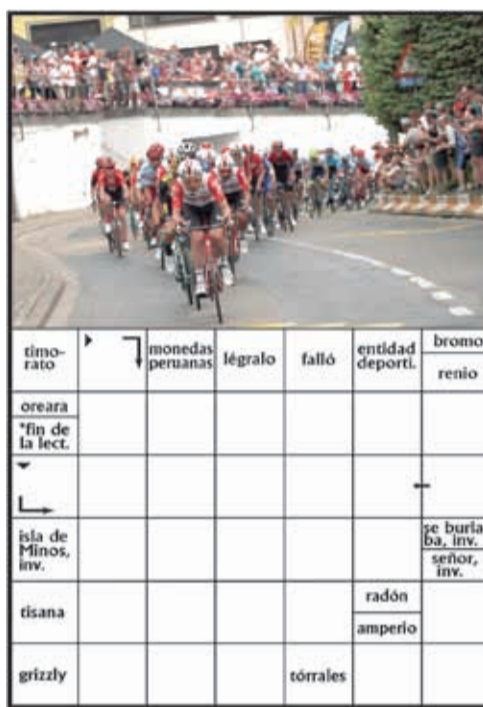 timo-
rato
monedas
peruanas
légralo
falló
entidad
deporti.
bromo
renio
oreara
*fin de
la lect.
isla de
Minos,
inv.
se burla
ba, inv.
señor,
inv.
tisana
radón
amperio
grizzly
tórrales